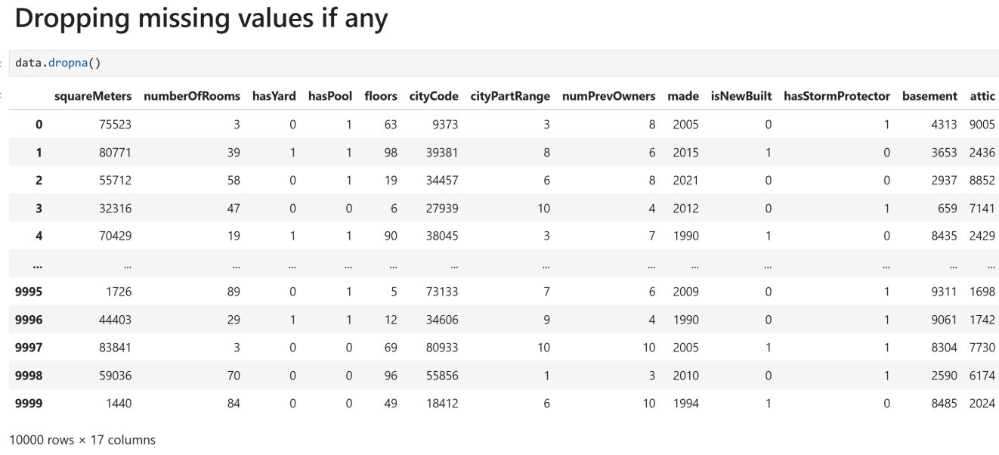 Dropping missing values if any
data.dropna()
squareMeters numberOfRooms hasYard hasPool floors cityCode cityPartRange numPrevOwners made isNewBuilt hasStormProtector basement attic
0 75523 3 0 1 63 9373 3 8 2005 0 1 4313 9005
1 80771 39 1 1 98 39381 8 6 2015 1 0 3653 2436
2 55712 58 0 1 19 34457 6 8 2021 0 0 2937 8852
3 32316 47 0 0 6 27939 10 4 2012 0 1 659 7141
4 70429 19 1 1 90 38045 3 7 1990 1 0 8435 2429
... ... ... ... ... ... ... ... ... ... ... ... ... ...
9995 1726 89 0 1 5 73133 7 6 2009 0 1 9311 1698
9996 44403 29 1 1 12 34606 9 4 1990 0 1 9061 1742
9997 83841 3 0 0 69 80933 10 10 2005 1 1 8304 7730
9998 59036 70 0 0 96 55856 1 3 2010 0 1 2590 6174
9999 1440 84 0 0 49 18412 6 10 1994 1 0 8485 2024
10000 rows × 17 columns